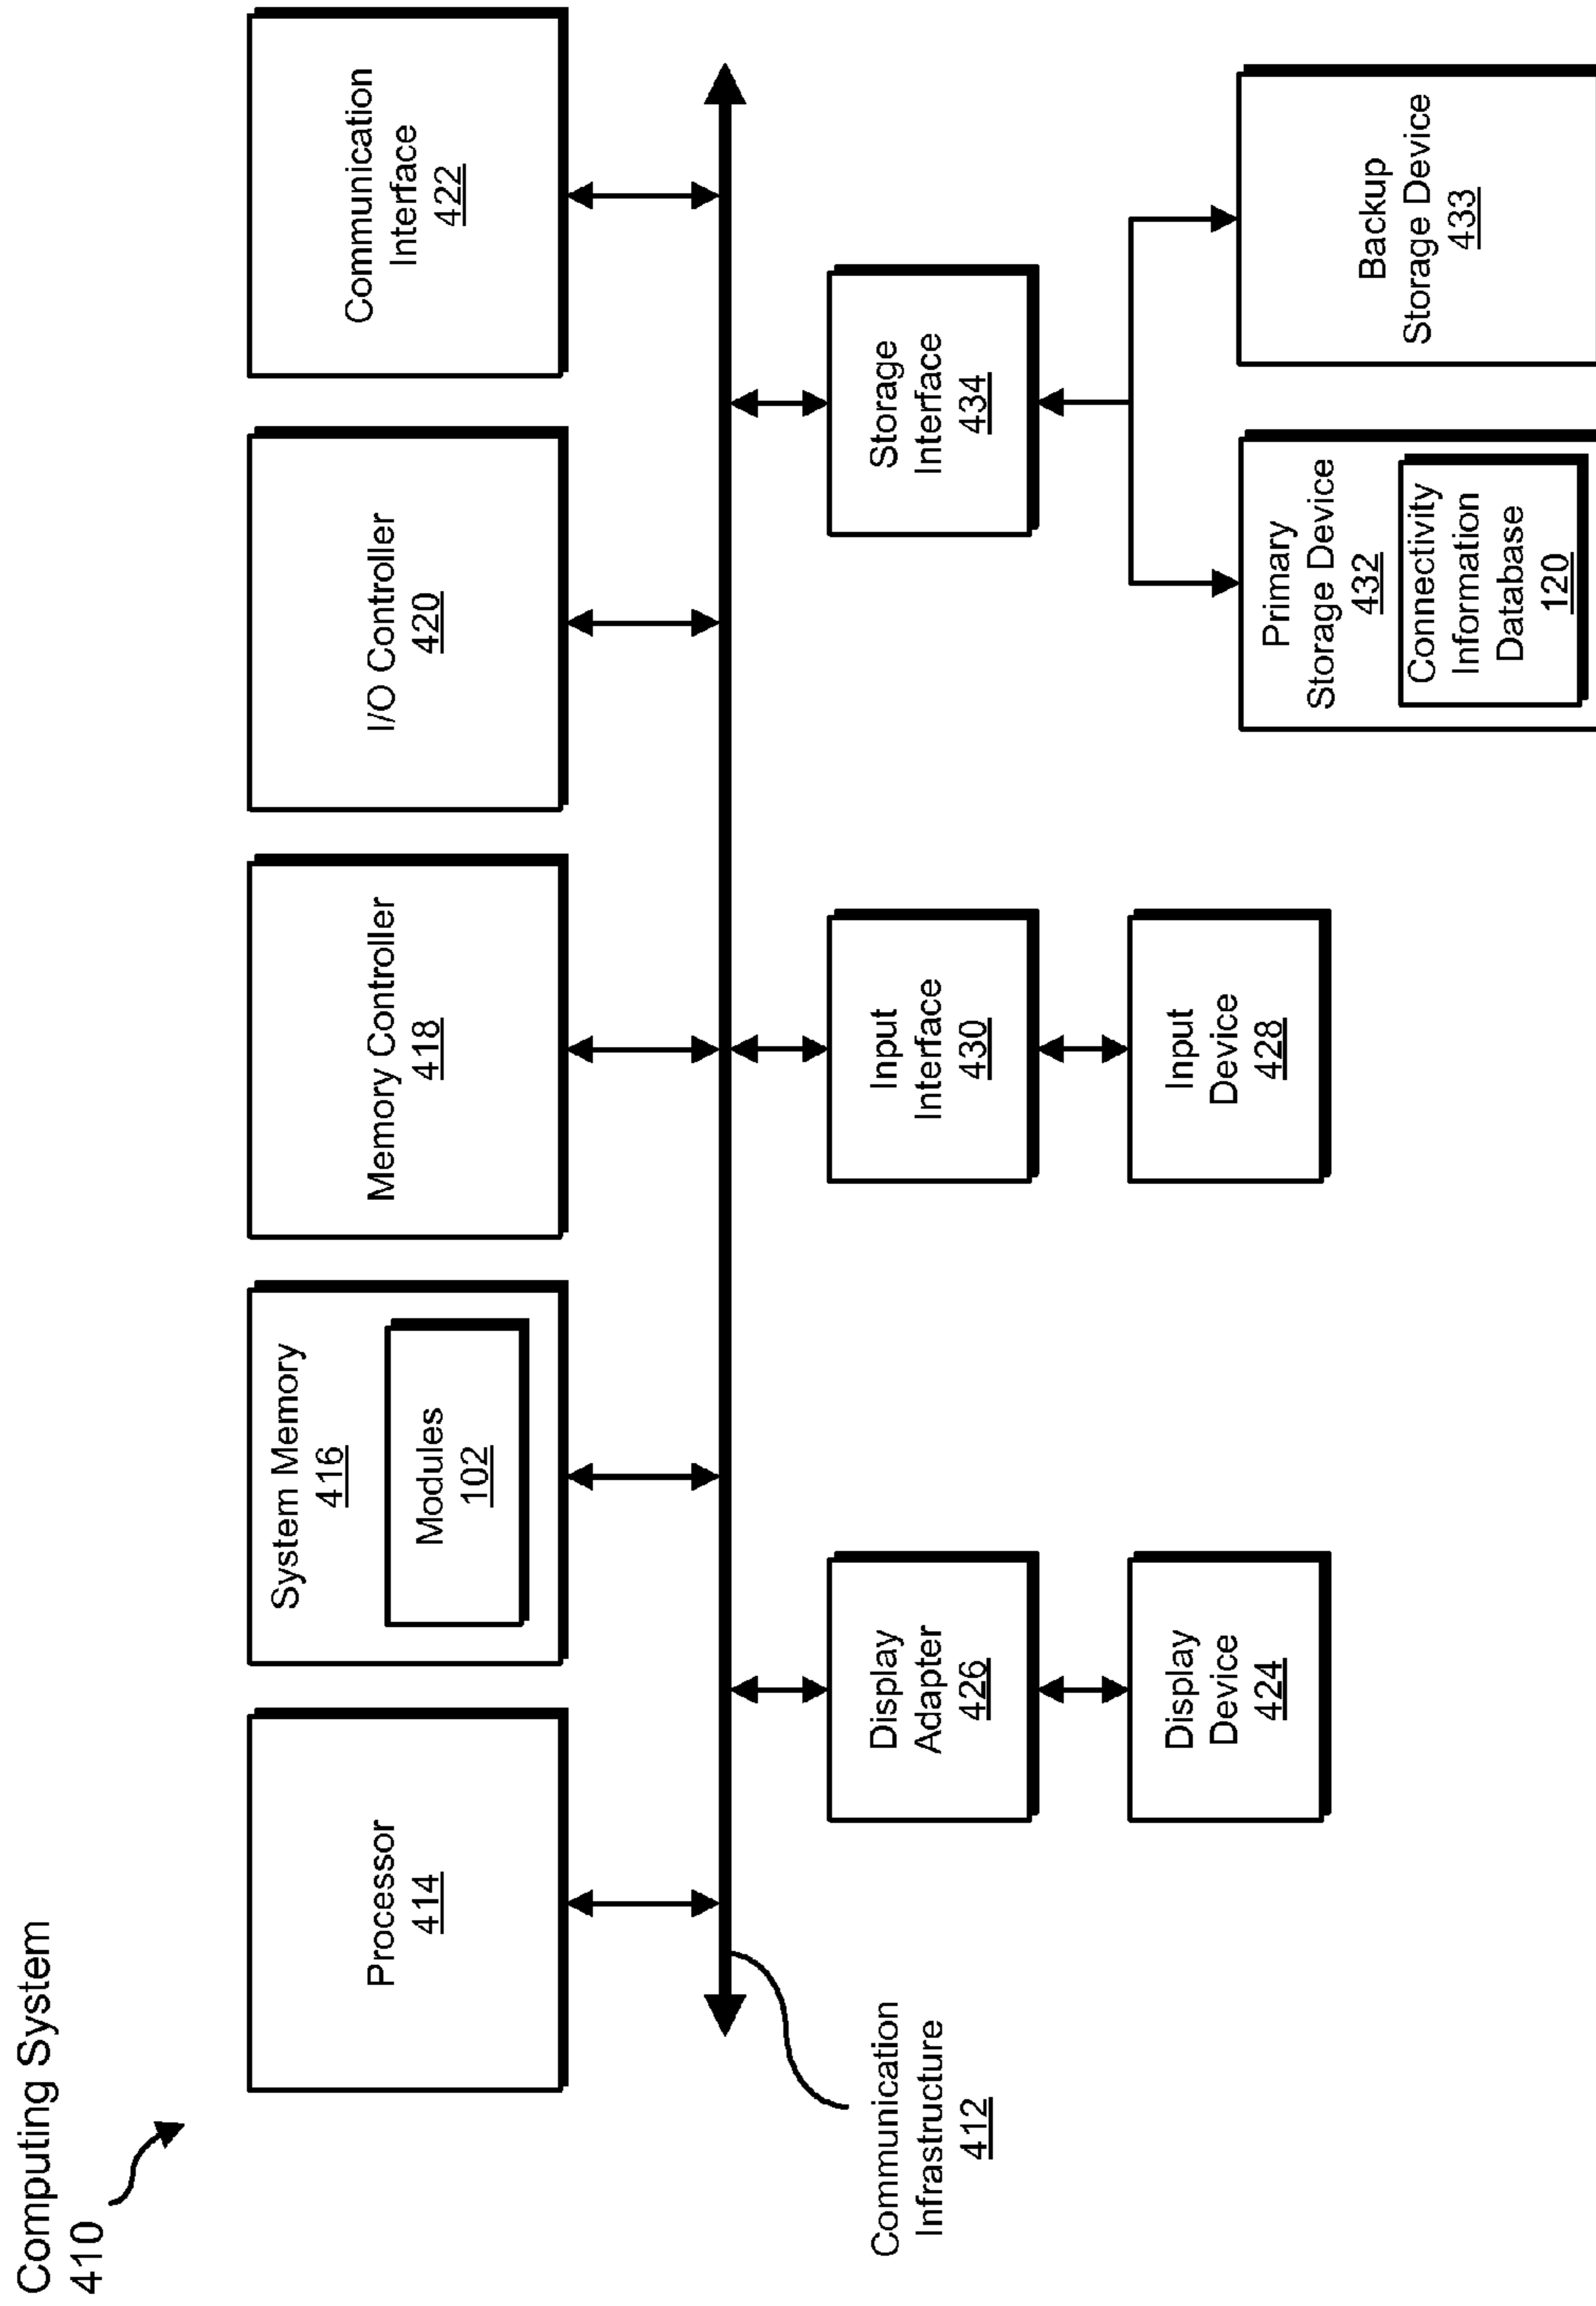 Computing System
410
Processor
414
System Memory
416
Modules
102
Memory Controller
418
I/O Controller
420
Communication
Interface
422
Communication
Infrastructure
412
Display
Adapter
426
Input
Interface
430
Storage
Interface
434
Display
Device
424
Input
Device
428
Primary
Storage Device
432
Connectivity
Information
Database
120
Backup
Storage Device
433